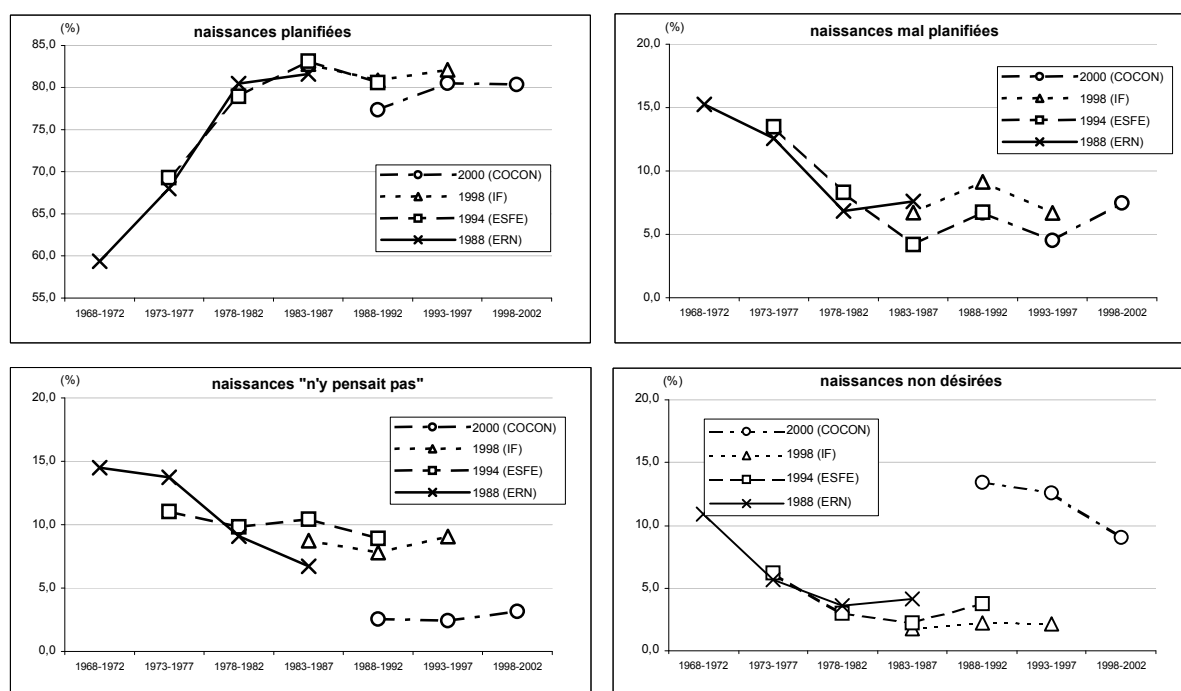 (%)
naissances planifiées
85,0
80,0
75,0
70,0
65,0
60,0
55,0
2000 (COCON)
1998 (IF)
1994 (ESFE)
1988 (ERN)
1968-1972 1973-1977 1978-1982 1983-1987 1988-1992 1993-1997 1998-2002
(%)
naissances mal planifiées
20,0
15,0
10,0
5,0
0,0
2000 (COCON)
1998 (IF)
1994 (ESFE)
1988 (ERN)
1968-1972 1973-1977 1978-1982 1983-1987 1988-1992 1993-1997 1998-2002
(%)
naissances "n'y pensait pas"
20,0
15,0
10,0
5,0
0,0
2000 (COCON)
1998 (IF)
1994 (ESFE)
1988 (ERN)
1968-1972 1973-1977 1978-1982 1983-1987 1988-1992 1993-1997 1998-2002
(%)
naissances non désirées
20,0
15,0
10,0
5,0
0,0
2000 (COCON)
1998 (IF)
1994 (ESFE)
1988 (ERN)
1968-1972 1973-1977 1978-1982 1983-1987 1988-1992 1993-1997 1998-2002